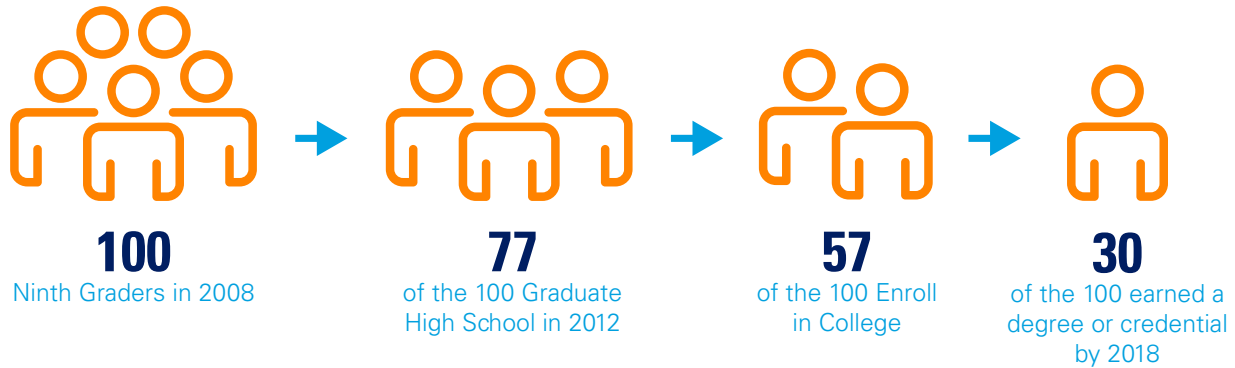 100
Ninth Graders in 2008
77
of the 100 Graduate
High School in 2012
57
of the 100 Enroll
in College
30
of the 100 earned a
degree or credential
by 2018